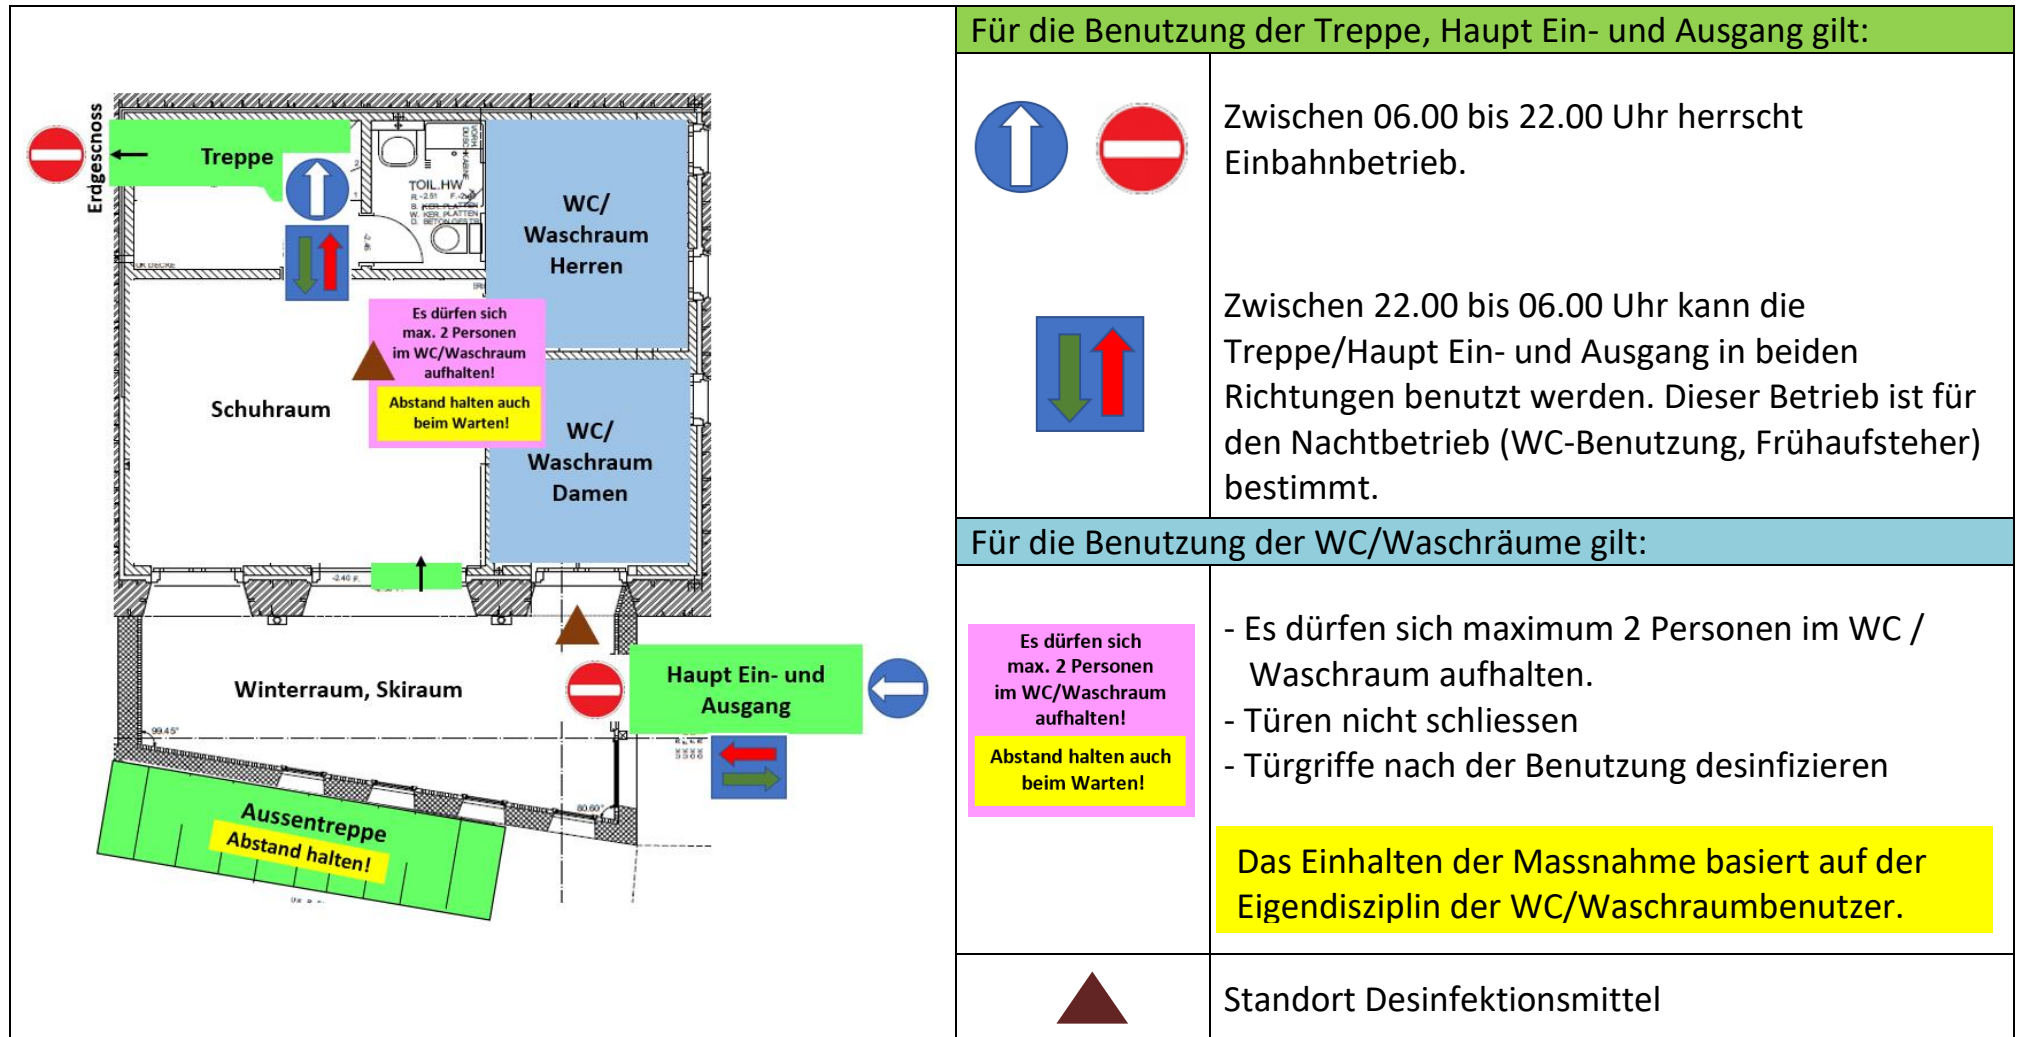 Erdgeschoss
Treppe
TOIL.HW
WC/
Waschraum
Herren
Es dürfen sich
max. 2 Personen
im WC/Waschraum
aufhalten!
Abstand halten auch
beim Warten!
Schuhraum
WC/
Waschraum
Damen
-2.40 F.
Winterraum, Skiraum
Haupt Ein- und
Ausgang
99.45°
80.60°
Aussentreppe
Abstand halten!
Für die Benutzung der Treppe, Haupt Ein- und Ausgang gilt:
Zwischen 06.00 bis 22.00 Uhr herrscht
Einbahnbetrieb.
Zwischen 22.00 bis 06.00 Uhr kann die
Treppe/Haupt Ein- und Ausgang in beiden
Richtungen benutzt werden. Dieser Betrieb ist für
den Nachtbetrieb (WC-Benutzung, Frühaufsteher)
bestimmt.
Für die Benutzung der WC/Waschräume gilt:
Es dürfen sich
max. 2 Personen
im WC/Waschraum
aufhalten!
Abstand halten auch
beim Warten!
- Es dürfen sich maximum 2 Personen im WC /
Waschraum aufhalten.
- Türen nicht schliessen
- Türgriffe nach der Benutzung desinfizieren
Das Einhalten der Massnahme basiert auf der
Eigendisziplin der WC/Waschraumbenutzer.
Standort Desinfektionsmittel